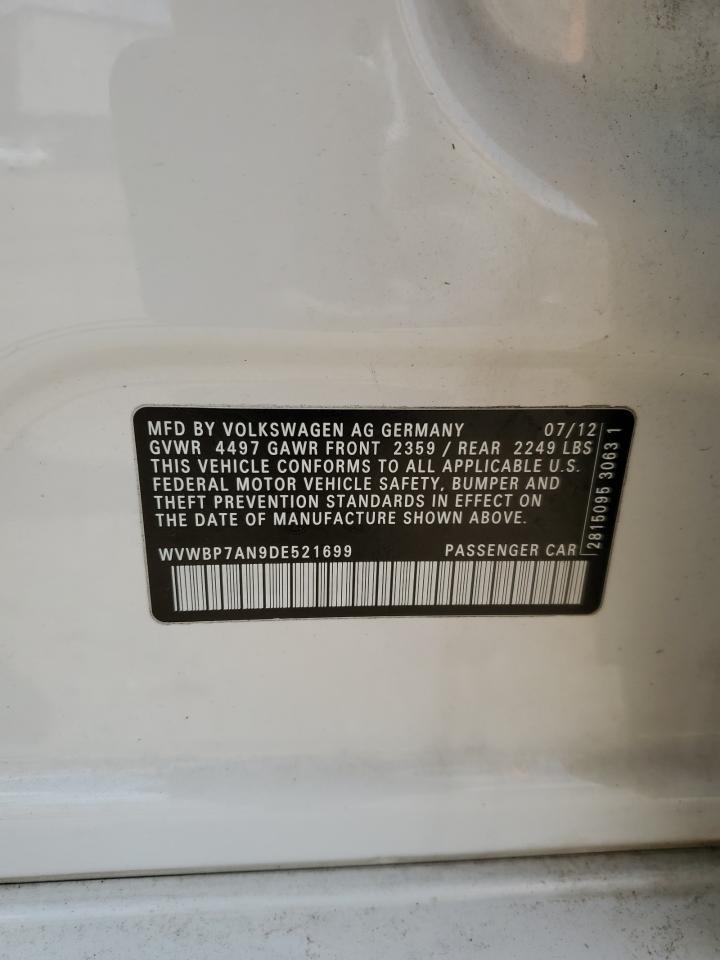 MFD BY VOLKSWAGEN AG GERMANY 07/12
GVWR 4497 GAWR FRONT 2359 / REAR 2249 LBS
THIS VEHICLE CONFORMS TO ALL APPLICABLE U.S.
FEDERAL MOTOR VEHICLE SAFETY, BUMPER AND
THEFT PREVENTION STANDARDS IN EFFECT ON
THE DATE OF MANUFACTURE SHOWN ABOVE.
WVWBP7AN9DE521699 PASSENGER CAR
2815095 30631